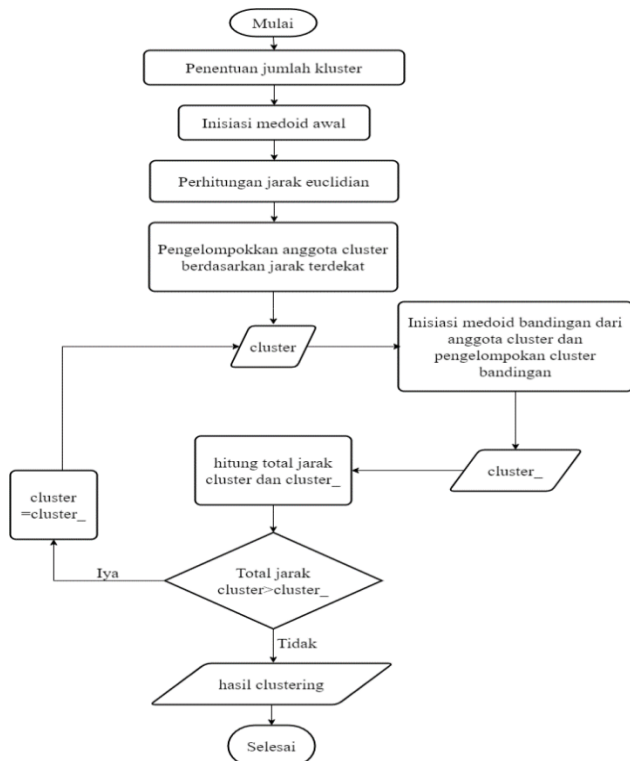 Mulai
Penentuan jumlah kluster
Inisiasi medoid awal
Perhitungan jarak euclidian
Pengelompokkan anggota cluster
berdasarkan jarak terdekat
cluster
Inisiasi medoid bandingan dari
anggota cluster dan
pengelompokan cluster
bandingan
cluster_
hitung total jarak
cluster dan cluster_
Total jarak
cluster>cluster_
Iya
cluster
=cluster_
Tidak
hasil clustering
Selesai